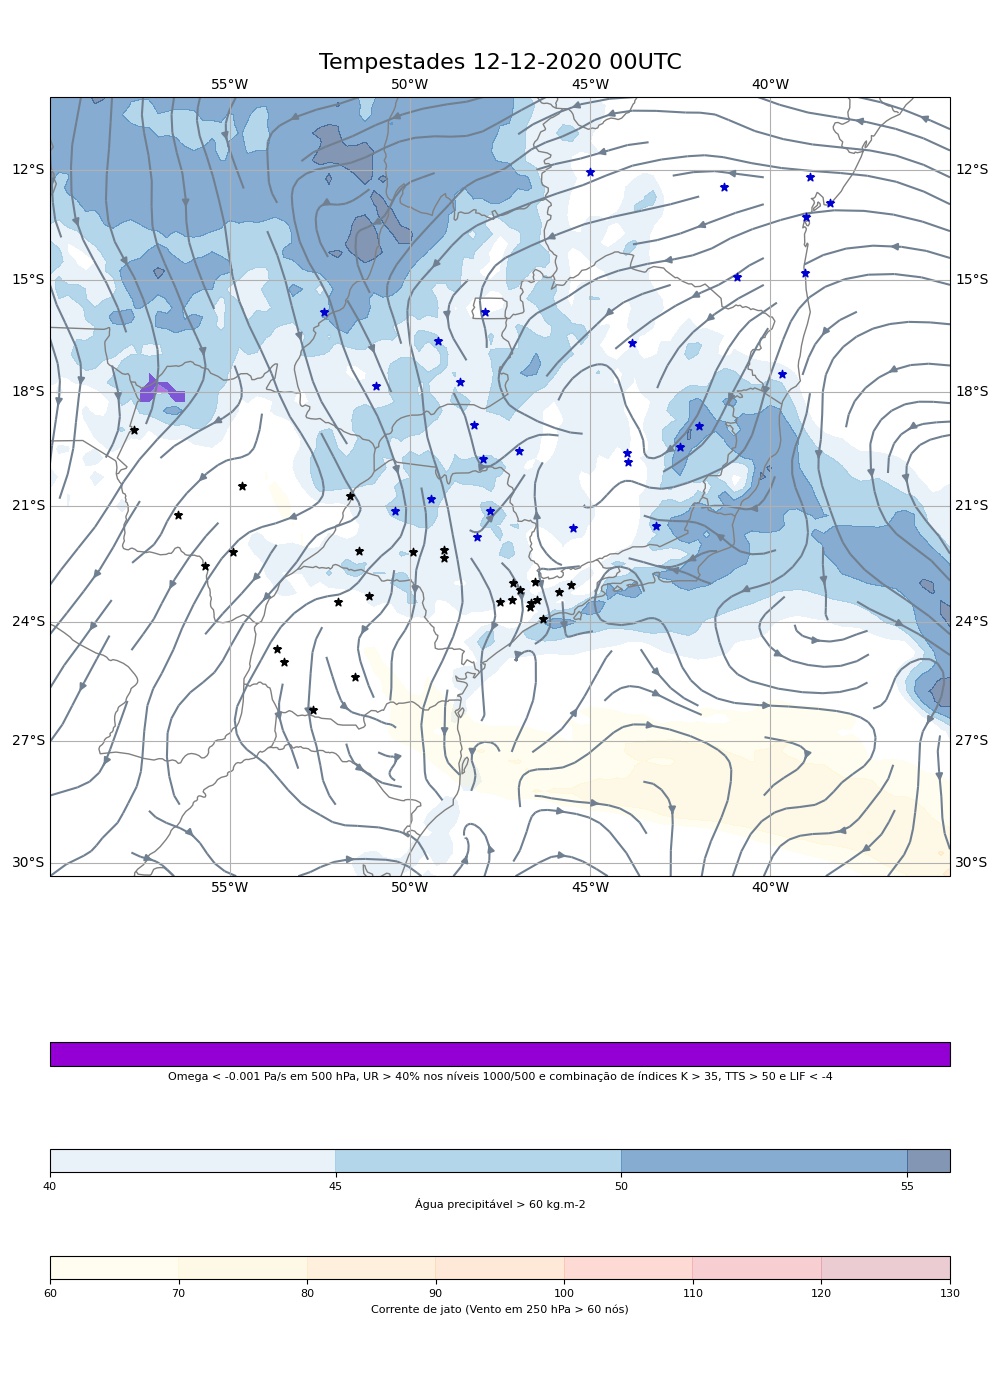 Tempestades 12-12-2020 00UTC
55°W 50°W 45°W 40°W
12°S 12°S
15°S 15°S
18°S 18°S
21°S 21°S
24°S 24°S
27°S 27°S
30°S 30°S
55°W 50°W 45°W 40°W
Omega < -0.001 Pa/s em 500 hPa, UR > 40% nos níveis 1000/500 e combinação de índices K > 35, TTS > 50 e LIF < -4
40 45 50 55
Água precipitável > 60 kg.m-2
60 70 80 90 100 110 120 130
Corrente de jato (Vento em 250 hPa > 60 nós)